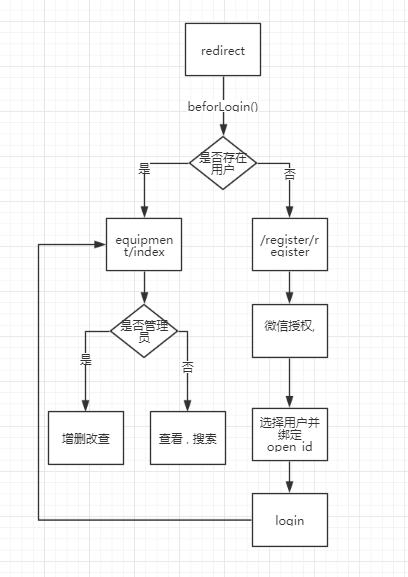 redirect
beforLogin()
是否存在
用户
是
否
equipmen
t/index
/register/r
egister
是否管理
员
微信授权,
是
否
增删改查
查看，搜索
选择用户并
绑定
open_id
login